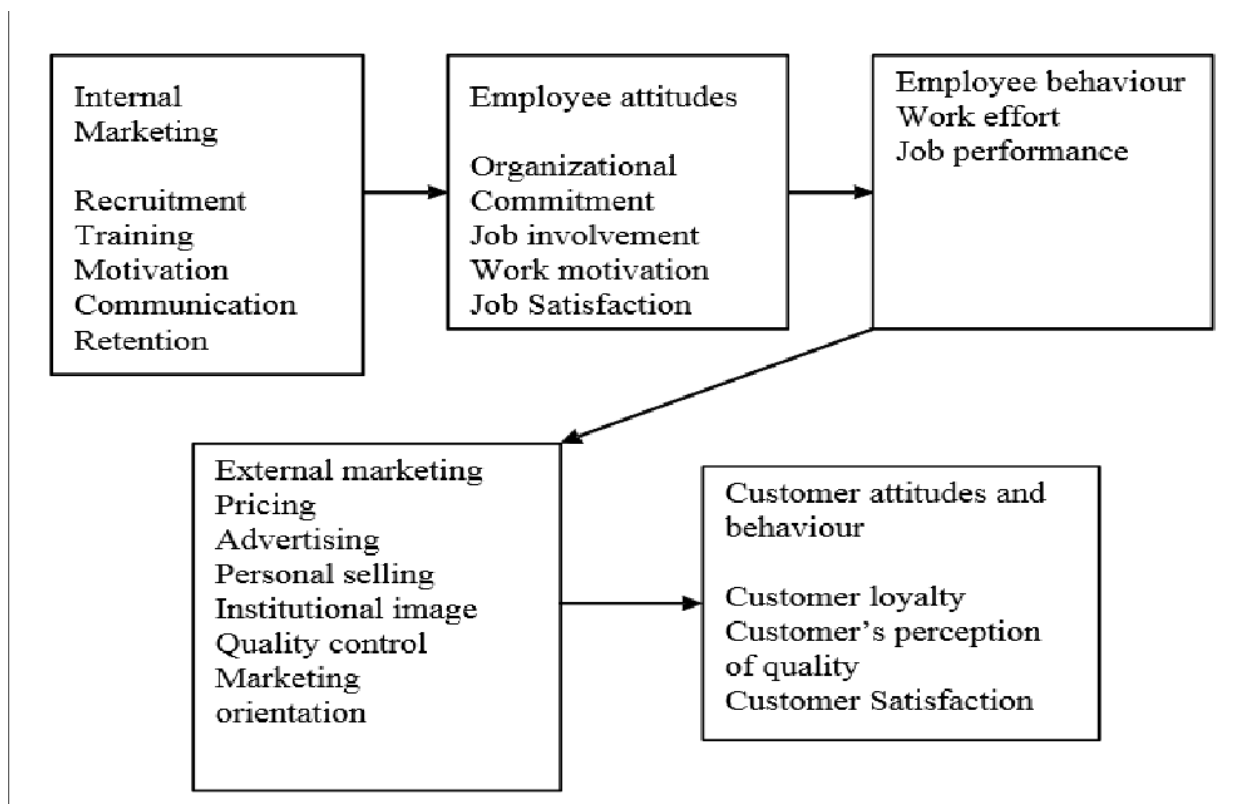 Internal
Marketing
Recruitment
Training
Motivation
Communication
Retention
Employee attitudes
Organizational
Commitment
Job involvement
Work motivation
Job Satisfaction
Employee behaviour
Work effort
Job performance
External marketing
Pricing
Advertising
Personal selling
Institutional image
Quality control
Marketing
orientation
Customer attitudes and
behaviour
Customer loyalty
Customer’s perception
of quality
Customer Satisfaction